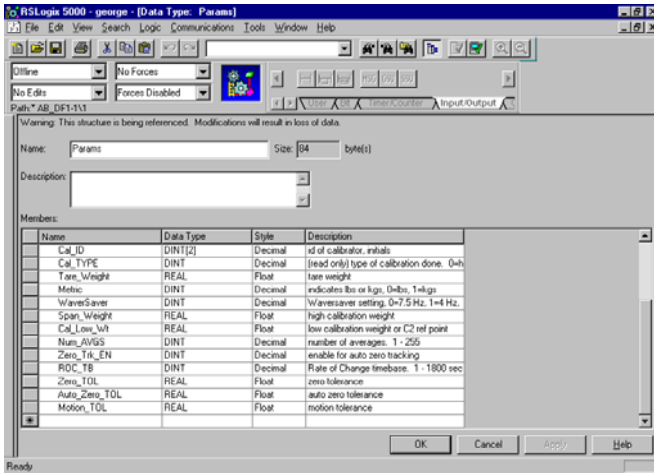 RSLogix 5000 - george - [Data Type: Params]
File Edit View Search Logic Communications Tools Window Help
Offline No Forces
No Edits Forces Disabled
MSG GSV SSV
User Bit Timer/Counter Input/Output
Path: * AB_DF1-1\1
Warning: This structure is being referenced. Modifications will result in loss of data.
Name: Params Size: 84 byte(s)
Description:
Members:
Name Data Type Style Description
Cal_ID DINT[2] Decimal id of calibrator, initials
Cal_TYPE DINT Decimal (read only) type of calibration done. 0=h
Tare_Weight REAL Float tare weight
Metric DINT Decimal indicates lbs or kgs, 0=lbs, 1=kgs
WaverSaver DINT Decimal Waversaver setting, 0=7.5 Hz, 1=4 Hz,
Span_Weight REAL Float high calibration weight
Cal_Low_Wt REAL Float low calibration weight or C2 ref point
Num_AVGS DINT Decimal number of averages. 1 - 255
Zero_Trk_EN DINT Decimal enable for auto zero tracking
ROC_TB DINT Decimal Rate of Change timebase. 1 - 1800 sec
Zero_TOL REAL Float zero tolerance
Auto_Zero_TOL REAL Float auto zero tolerance
Motion_TOL REAL Float motion tolerance
OK Cancel Apply Help
Ready